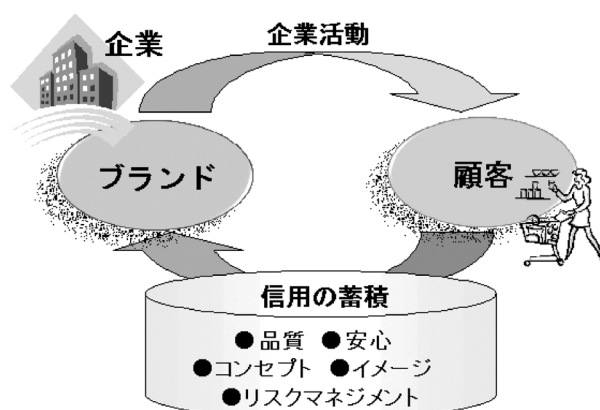 企業
企業活動
ブランド
顧客
信用の蓄積
●品質 ●安心
●コンセプト ●イメージ
●リスクマネジメント